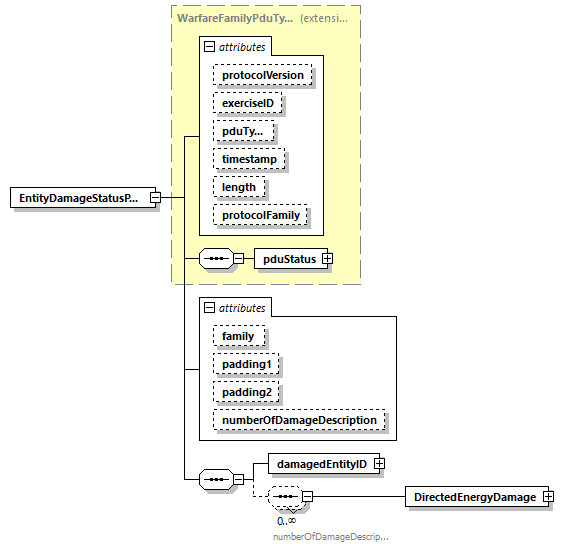 WarfareFamilyPduTy... (extensi...
attributes
protocolVersion
exerciseID
pduTy...
timestamp
length
protocolFamily
EntityDamageStatusP...
pduStatus
attributes
family
padding1
padding2
numberOfDamageDescription
damagedEntityID
DirectedEnergyDamage
0..∞
numberOfDamageDescrip...